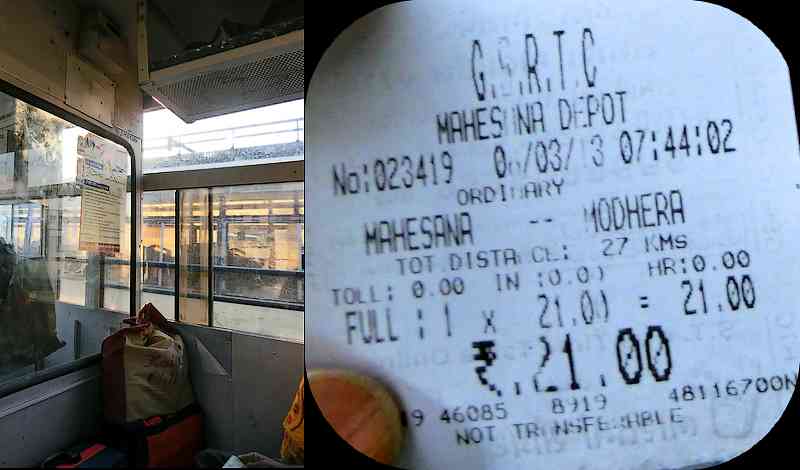 G.S.R.T.C
MAHESANA DEPOT
No:023419 0 /03/13 07:44:02
ORDINARY
MAHESANA -- MODHERA
TOT.DISTANCE: 27 KMS
TOLL: 0.00 IN :0.0) HR:0.00
FULL : 1 X 21.00 = 21.00
₹.21.00
9 46085 8919 48116700N
NOT TRANSFERABLE